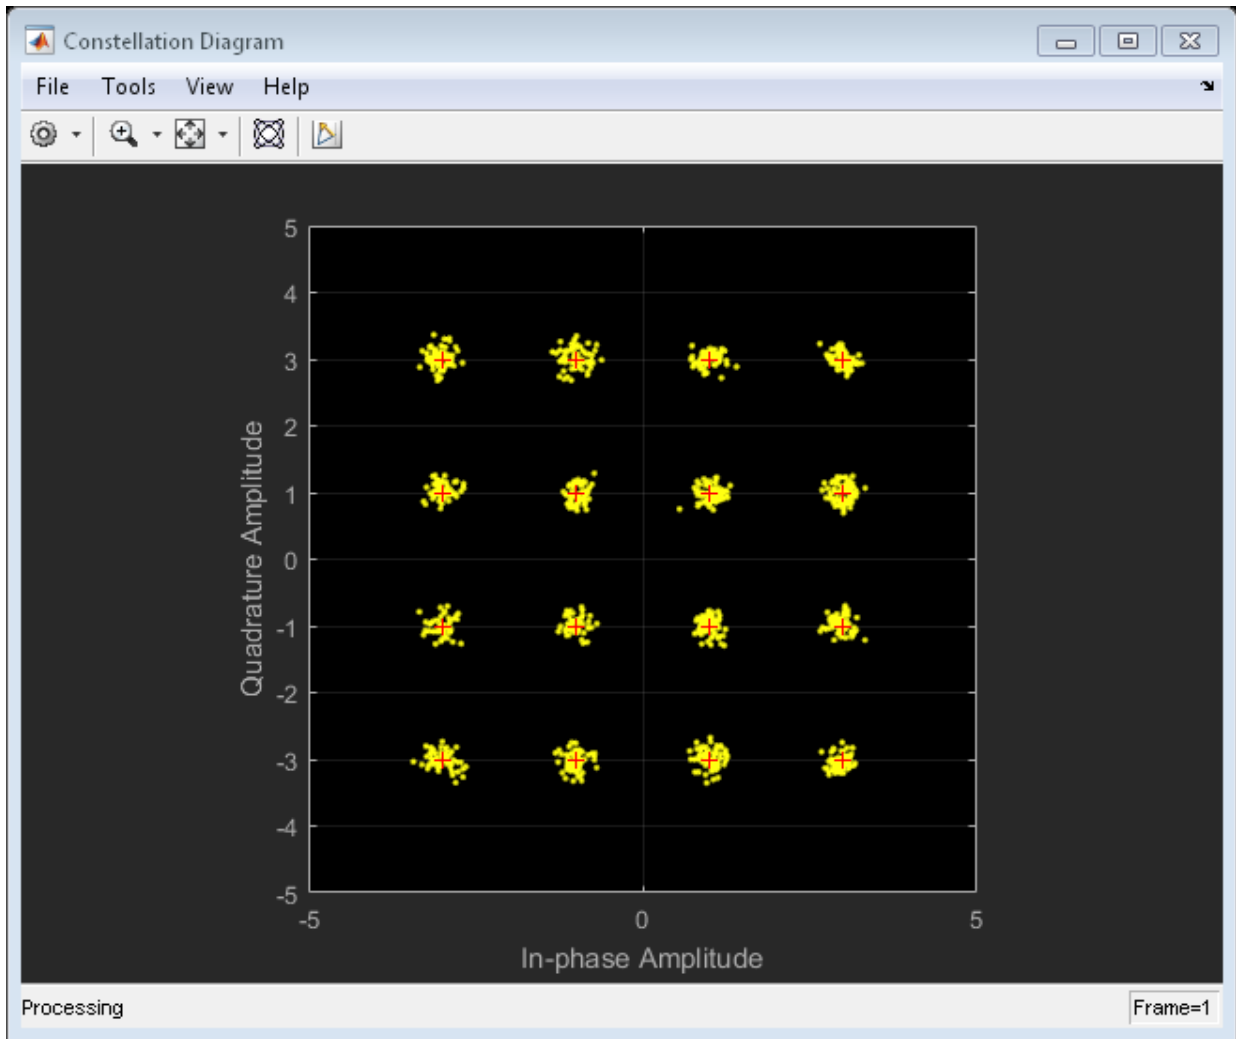 Constellation Diagram
File Tools View Help
5
4
3
2
1
0
-1
-2
-3
-4
-5
Quadrature Amplitude
-5 0 5
In-phase Amplitude
Processing Frame=1